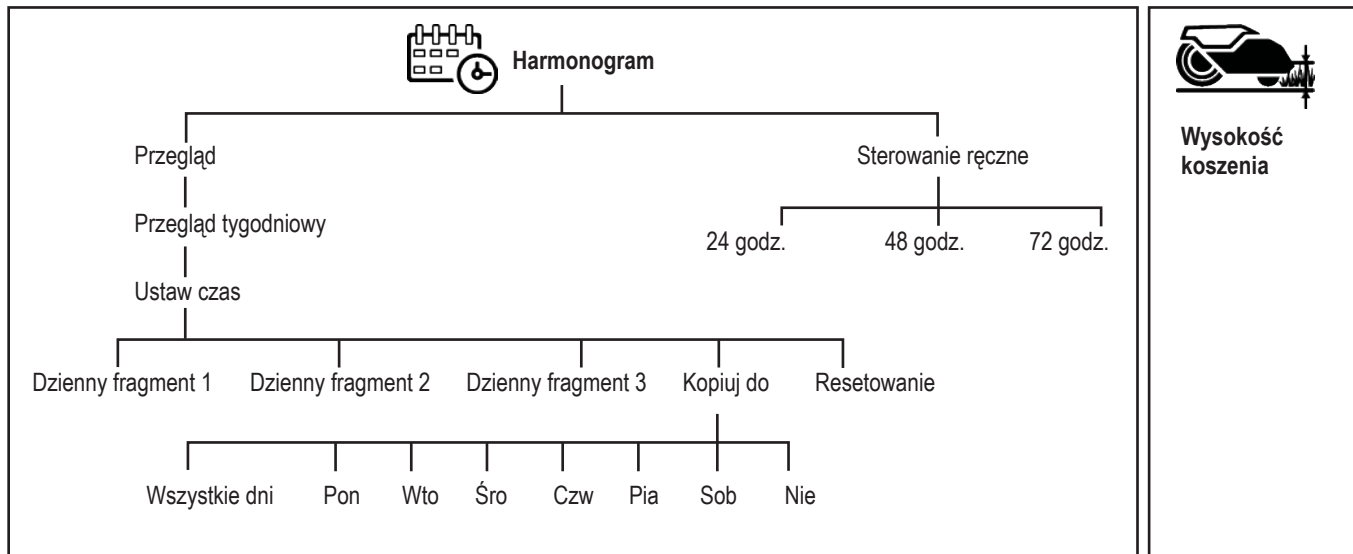 Harmonogram
Przegląd
Sterowanie ręczne
Przegląd tygodniowy
24 godz.
48 godz.
72 godz.
Ustaw czas
Dzienny fragment 1
Dzienny fragment 2
Dzienny fragment 3
Kopiuj do
Resetowanie
Wszystkie dni
Pon
Wto
Śro
Czw
Pia
Sob
Nie
Wysokość
koszenia